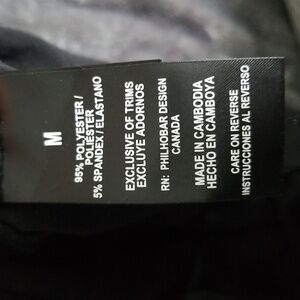 M
95% POLYESTER /
POLIÉSTER
5% SPANDEX / ELASTANO
EXCLUSIVE OF TRIMS
EXCLUYE ADORNOS
RN: PHILHOBAR DESIGN
CANADA
MADE IN CAMBODIA
HECHO EN CAMBOYA
CARE ON REVERSE
INSTRUCCIONES AL REVERSO